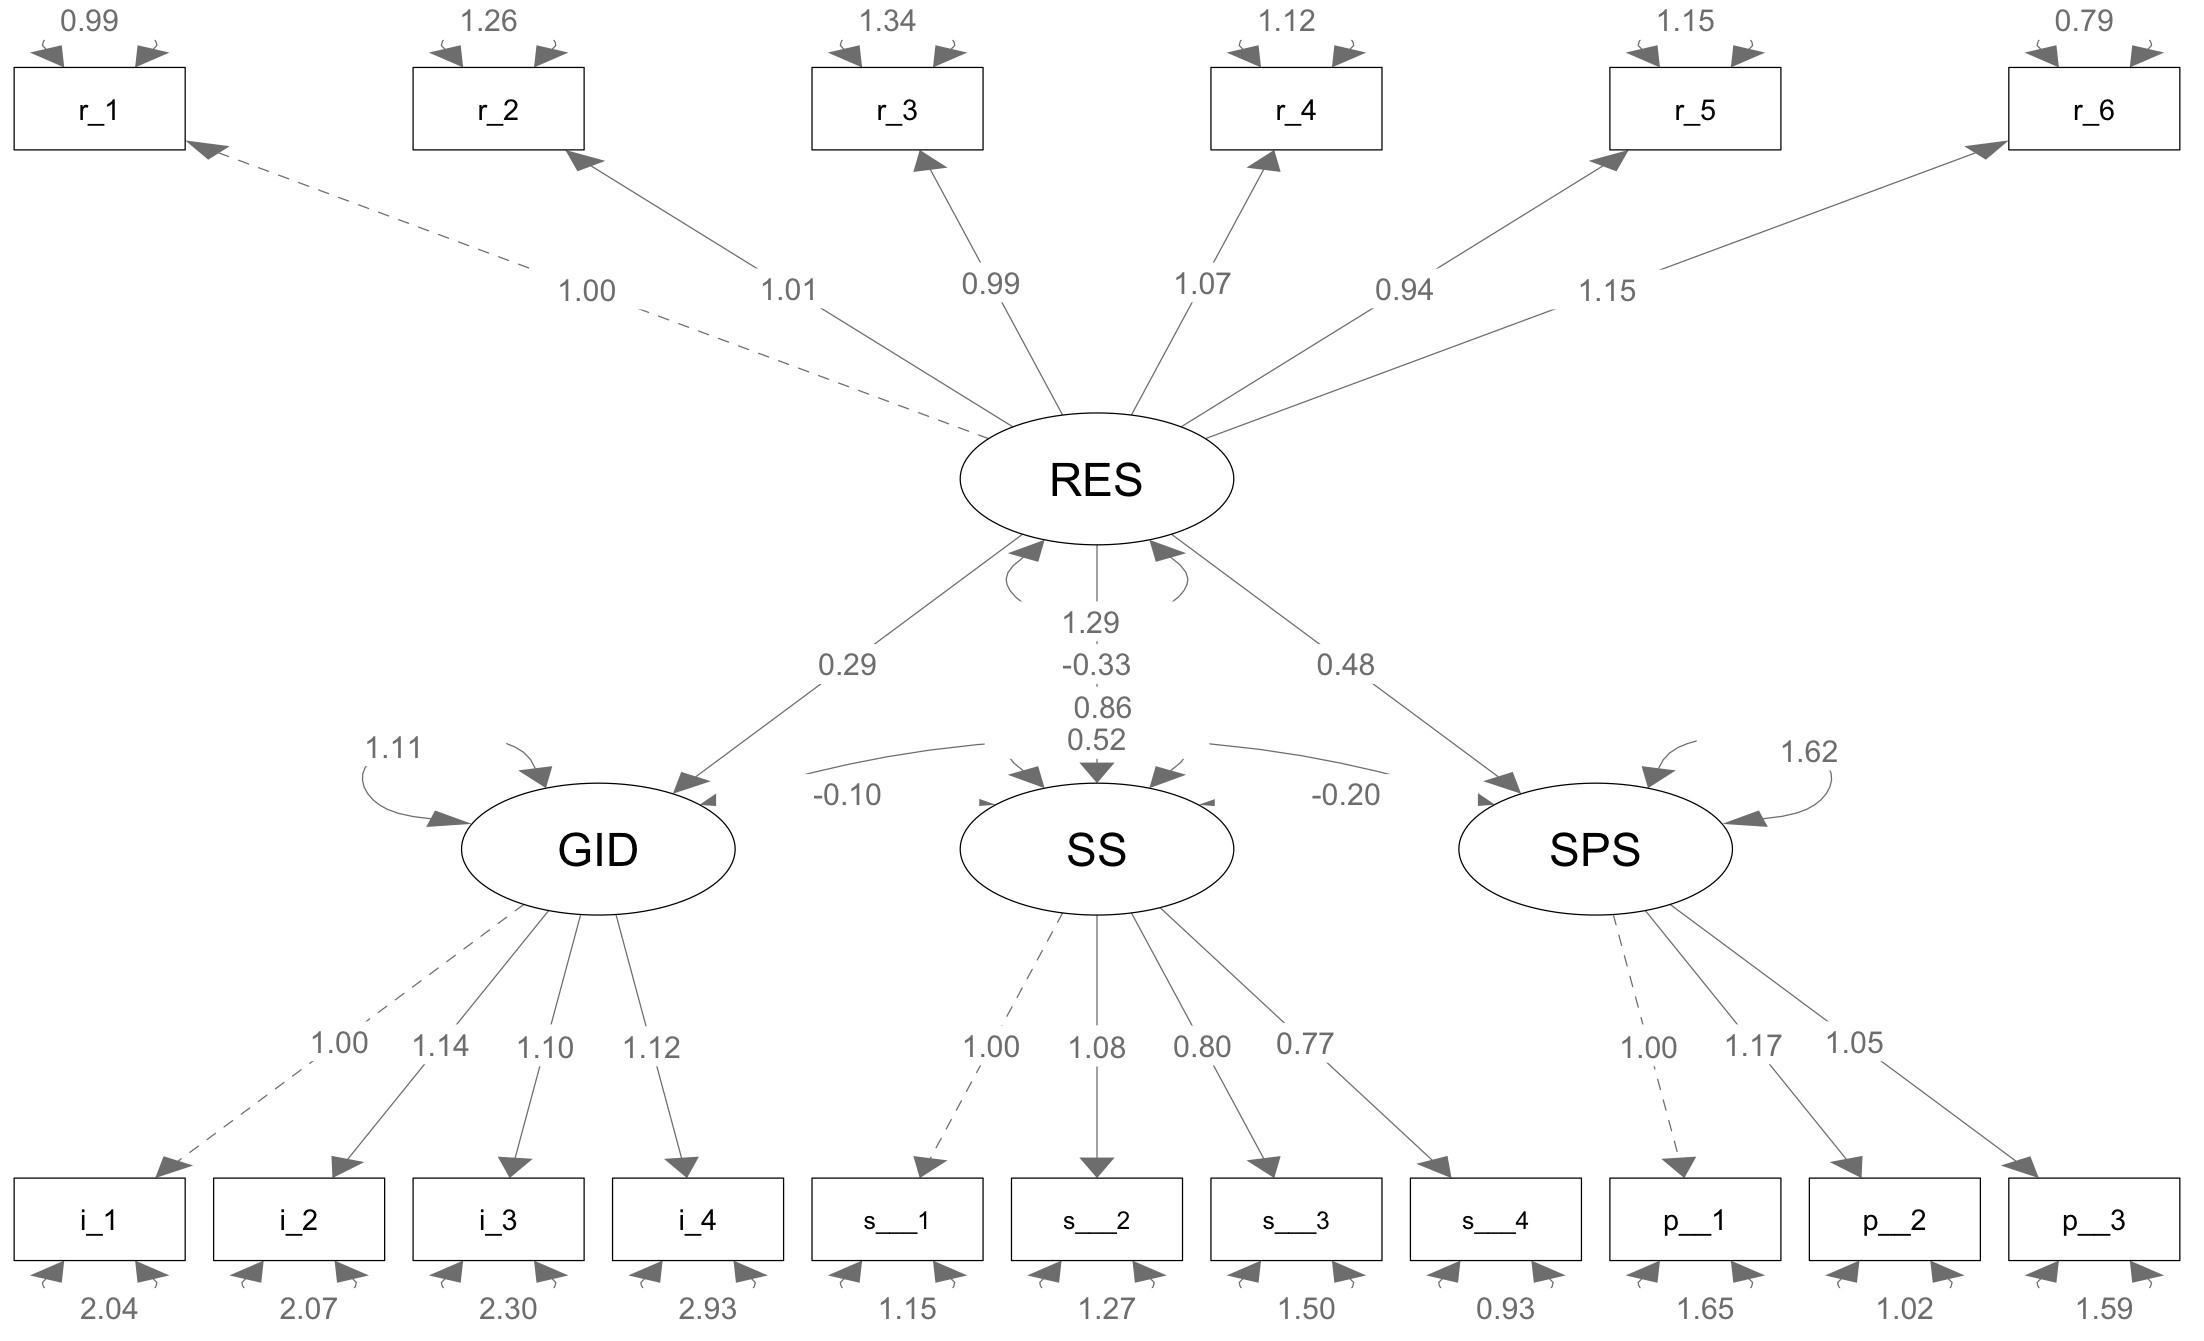 0.99 1.26 1.34 1.12 1.15 0.79
r_1 r_2 r_3 r_4 r_5 r_6
1.00 1.01 0.99 1.07 0.94 1.15
RES
1.29
0.29 -0.33 0.48
0.86
1.11 0.52 1.62
-0.10 -0.20
GID SS SPS
1.00 1.14 1.10 1.12 1.00 1.08 0.80 0.77 1.00 1.17 1.05
i_1 i_2 i_3 i_4 s___1 s___2 s___3 s___4 p__1 p__2 p__3
2.04 2.07 2.30 2.93 1.15 1.27 1.50 0.93 1.65 1.02 1.59